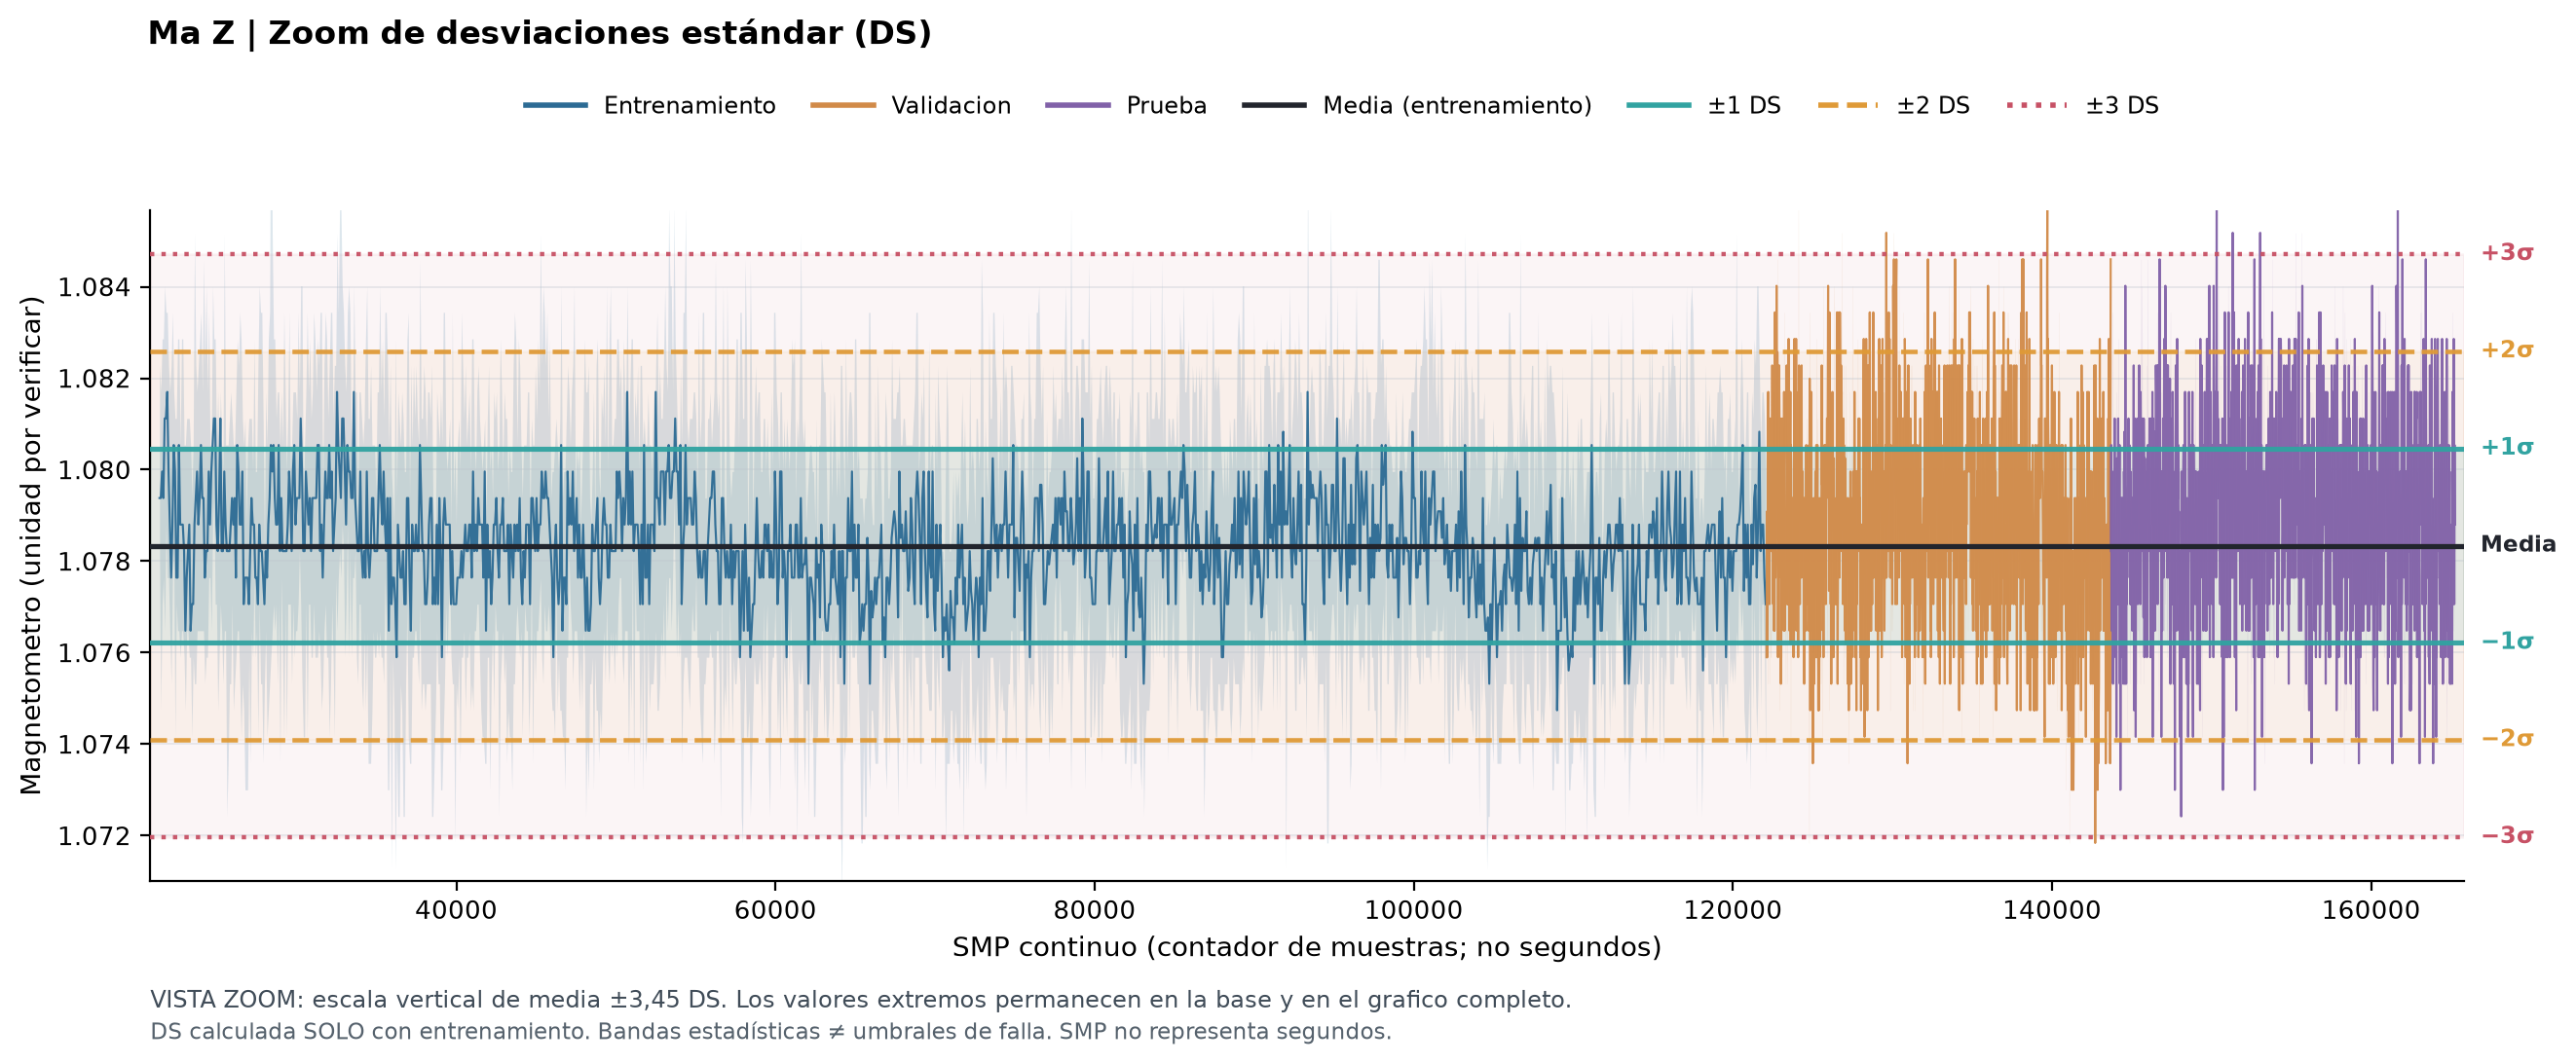 Ma Z | Zoom de desviaciones estándar (DS)
Entrenamiento Validacion Prueba Media (entrenamiento) ±1 DS ±2 DS ±3 DS
Magnetometro (unidad por verificar)
1.084
1.082
1.080
1.078
1.076
1.074
1.072
+3σ
+2σ
+1σ
Media
−1σ
−2σ
−3σ
40000 60000 80000 100000 120000 140000 160000
SMP continuo (contador de muestras; no segundos)
VISTA ZOOM: escala vertical de media ±3,45 DS. Los valores extremos permanecen en la base y en el grafico completo.
DS calculada SOLO con entrenamiento. Bandas estadísticas ≠ umbrales de falla. SMP no representa segundos.